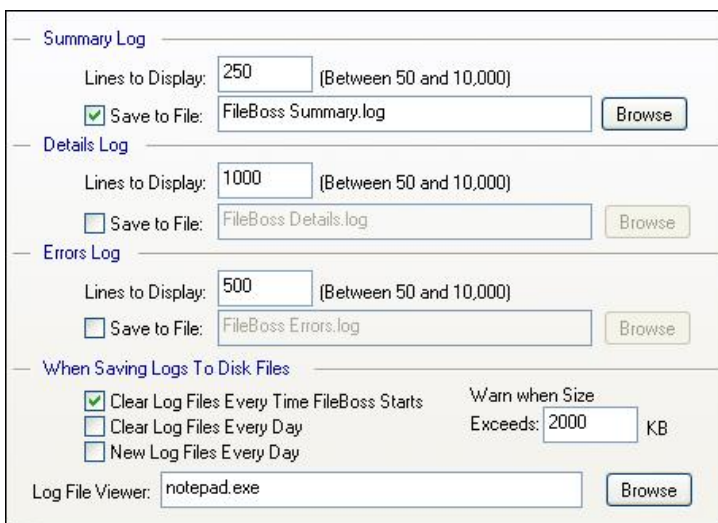 Summary Log
Lines to Display: 250 (Between 50 and 10,000)
Save to File: FileBoss Summary.log Browse
Details Log
Lines to Display: 1000 (Between 50 and 10,000)
Save to File: FileBoss Details.log Browse
Errors Log
Lines to Display: 500 (Between 50 and 10,000)
Save to File: FileBoss Errors.log Browse
When Saving Logs To Disk Files
Clear Log Files Every Time FileBoss Starts
Clear Log Files Every Day
New Log Files Every Day
Warn when Size
Exceeds: 2000 KB
Log File Viewer: notepad.exe Browse